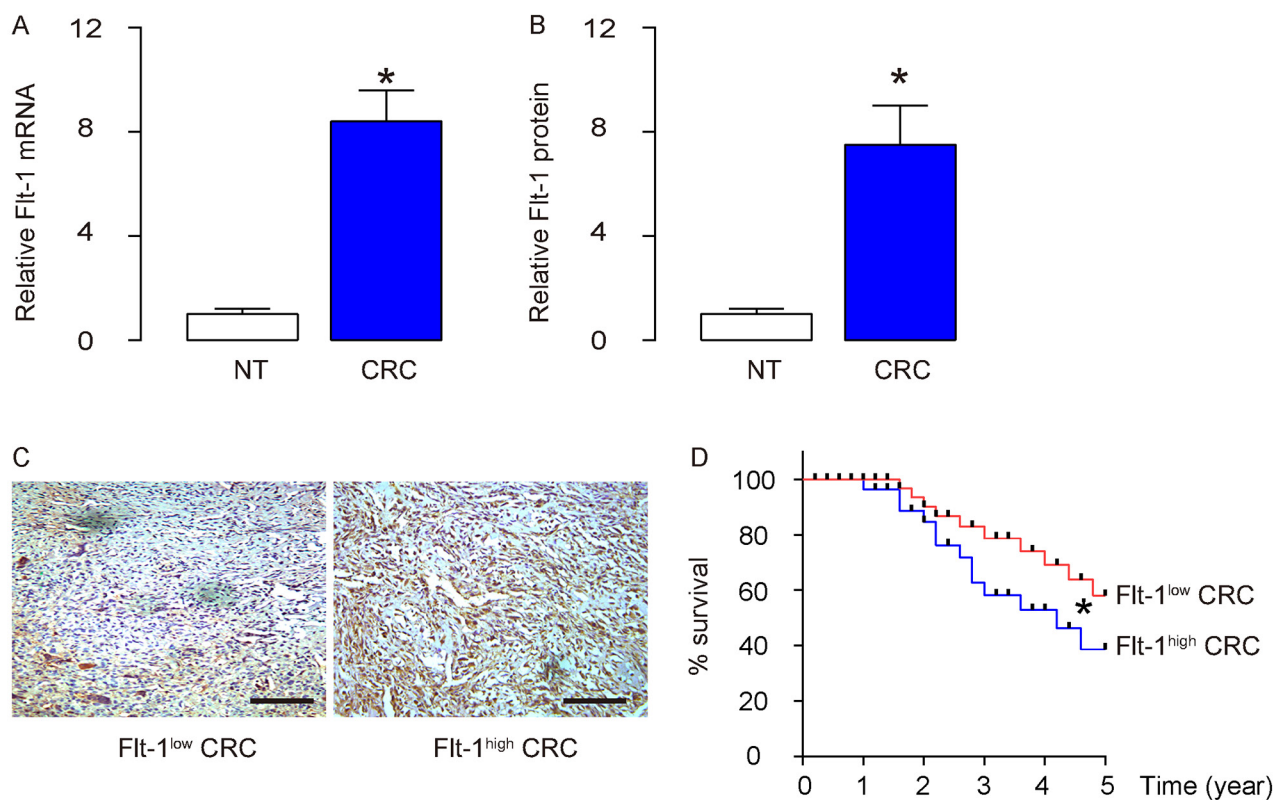 A
Relative Flt-1 mRNA
12
8
4
0
*
NT
CRC
B
Relative Flt-1 protein
12
8
4
0
*
NT
CRC
C
Flt-1low CRC
Flt-1high CRC
D
% survival
100
80
60
40
20
0
Flt-1low CRC
*
Flt-1high CRC
0 1 2 3 4 5 Time (year)